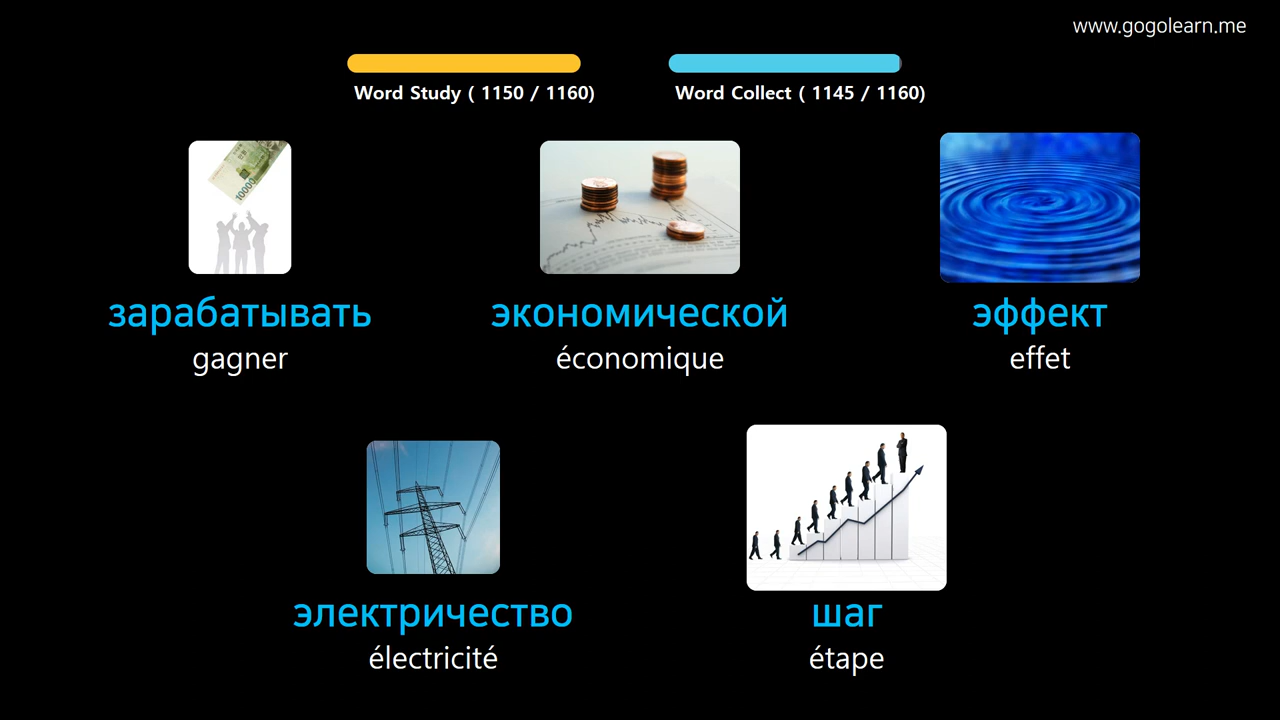 www.gogolearn.me
Word Study ( 1150 / 1160)
Word Collect ( 1145 / 1160)
10000
зарабатывать
gagner
экономической
économique
эффект
effet
электричество
électricité
шаг
étape